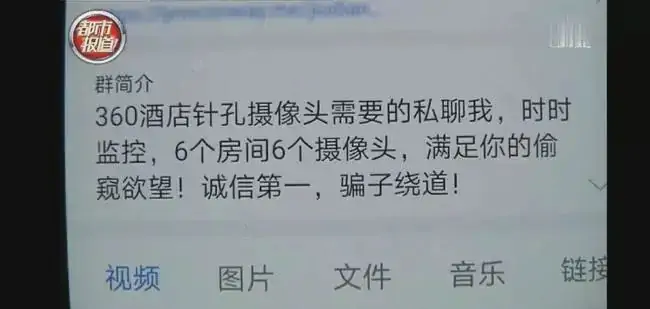 都市
报道
群简介
360酒店针孔摄像头需要的私聊我，时时
监控，6个房间6个摄像头，满足你的偷
窥欲望！诚信第一，骗子绕道！
视频
图片
文件
音乐
链接